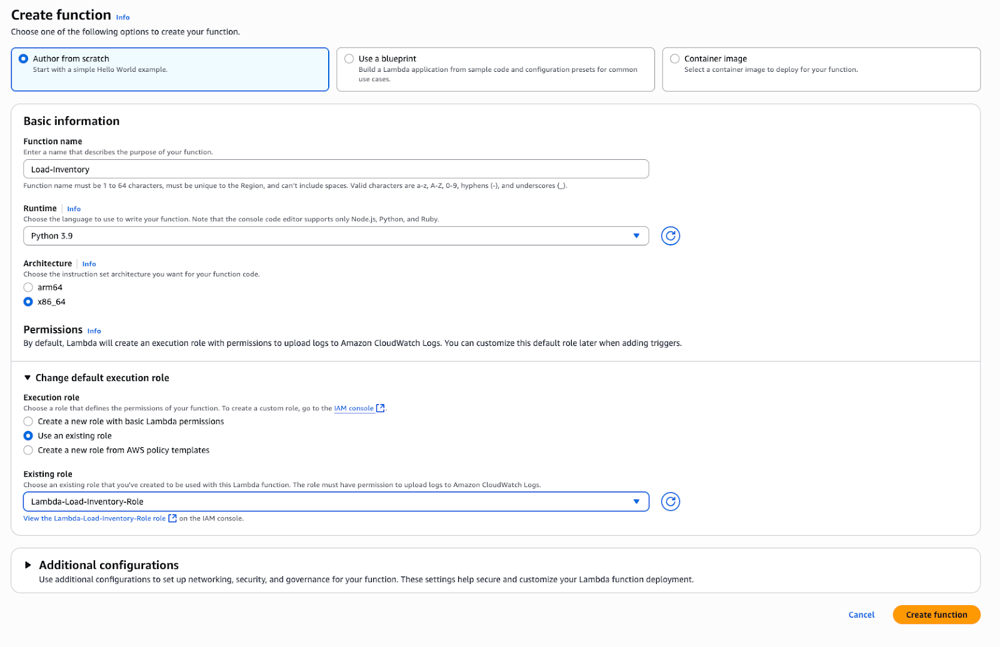 Create function Info
Choose one of the following options to create your function.
Author from scratch
Start with a simple Hello World example.
Use a blueprint
Build a Lambda application from sample code and configuration presets for common
use cases.
Container image
Select a container image to deploy for your function.
Basic information
Function name
Enter a name that describes the purpose of your function.
Load-Inventory
Function name must be 1 to 64 characters, must be unique to the Region, and can't include spaces. Valid characters are a-z, A-Z, 0-9, hyphens (-), and underscores (_).
Runtime Info
Choose the language to use to write your function. Note that the console code editor supports only Node.js, Python, and Ruby.
Python 3.9
Architecture Info
Choose the instruction set architecture you want for your function code.
arm64
x86_64
Permissions Info
By default, Lambda will create an execution role with permissions to upload logs to Amazon CloudWatch Logs. You can customize this default role later when adding triggers.
Change default execution role
Execution role
Choose a role that defines the permissions of your function. To create a custom role, go to the IAM console.
Create a new role with basic Lambda permissions
Use an existing role
Create a new role from AWS policy templates
Existing role
Choose an existing role that you've created to be used with this Lambda function. The role must have permission to upload logs to Amazon CloudWatch Logs.
Lambda-Load-Inventory-Role
View the Lambda-Load-Inventory-Role role on the IAM console.
Additional configurations
Use additional configurations to set up networking, security, and governance for your function. These settings help secure and customize your Lambda function deployment.
Cancel
Create function